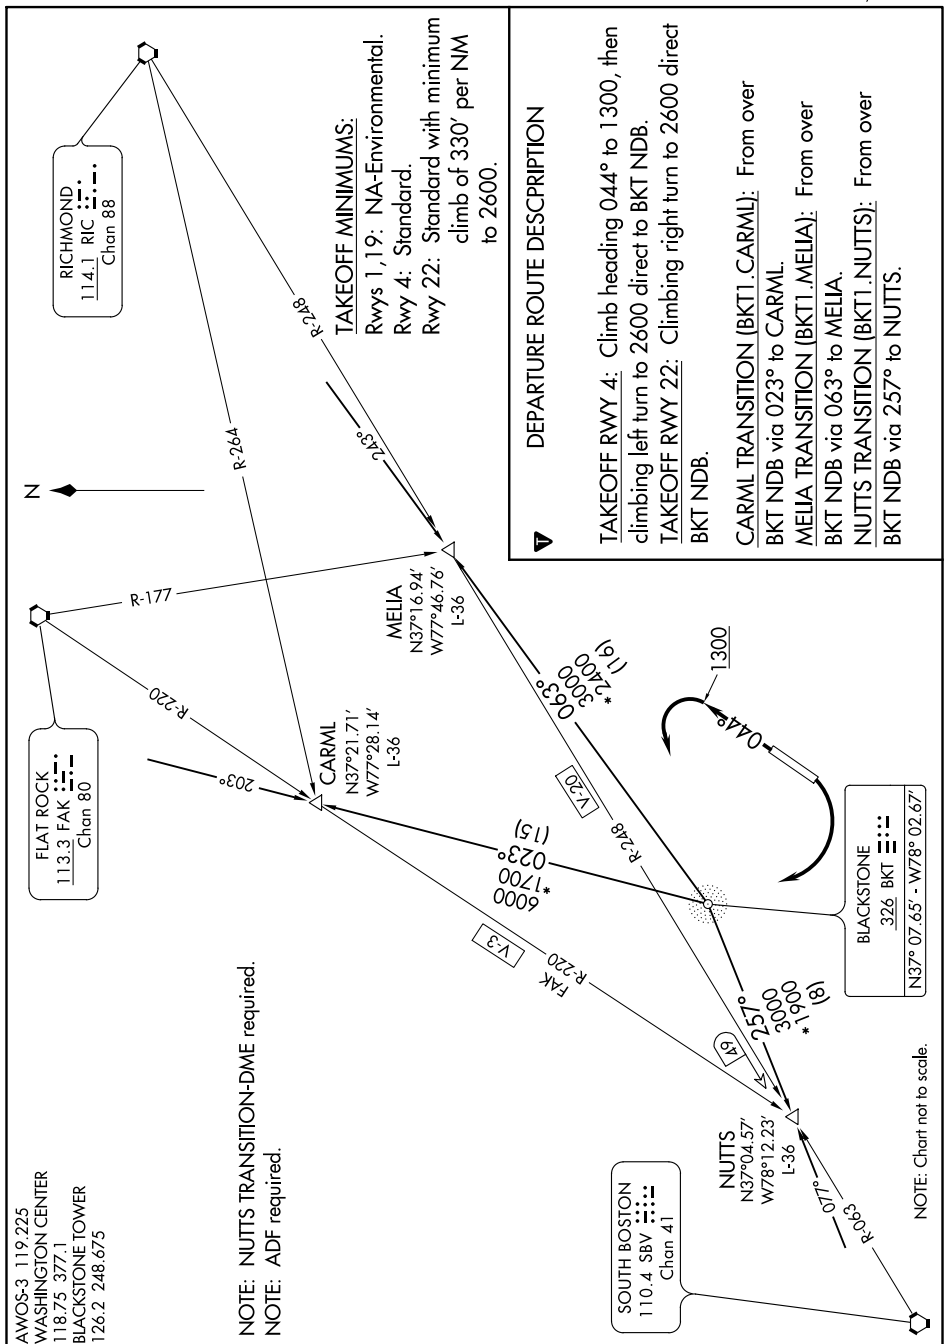 AWOS-3 119.225
WASHINGTON CENTER
118.75 377.1
BLACKSTONE TOWER
126.2 248.675
NOTE: NUTTS TRANSITION-DME required.
NOTE: ADF required.
FLAT ROCK
113.3 FAK
Chan 80
RICHMOND
114.1 RIC
Chan 88
N
R-177
R-220
R-264
R-248
203°
243°
CARML
N37°21.71'
W77°28.14'
L-36
MELIA
N37°16.94'
W77°46.76'
L-36
TAKEOFF MINIMUMS:
Rwys 1,19: NA-Environmental.
Rwy 4: Standard.
Rwy 22: Standard with minimum
climb of 330' per NM
to 2600.
6000
*1700
023°
(15)
V-3
FAK
R-220
V-20
R-248
063°
3000
*2400
(16)
49
257°
3000
*1900
(8)
NUTTS
N37°04.57'
W78°12.23'
L-36
077°
R-063
SOUTH BOSTON
110.4 SBV
Chan 41
BLACKSTONE
326 BKT
N37° 07.65' - W78° 02.67'
044°
1300
NOTE: Chart not to scale.
T
DEPARTURE ROUTE DESCPRIPTION
TAKEOFF RWY 4: Climb heading 044° to 1300, then
climbing left turn to 2600 direct to BKT NDB.
TAKEOFF RWY 22: Climbing right turn to 2600 direct
BKT NDB.
CARML TRANSITION (BKT1.CARML): From over
BKT NDB via 023° to CARML.
MELIA TRANSITION (BKT1.MELIA): From over
BKT NDB via 063° to MELIA.
NUTTS TRANSITION (BKT1.NUTTS): From over
BKT NDB via 257° to NUTTS.